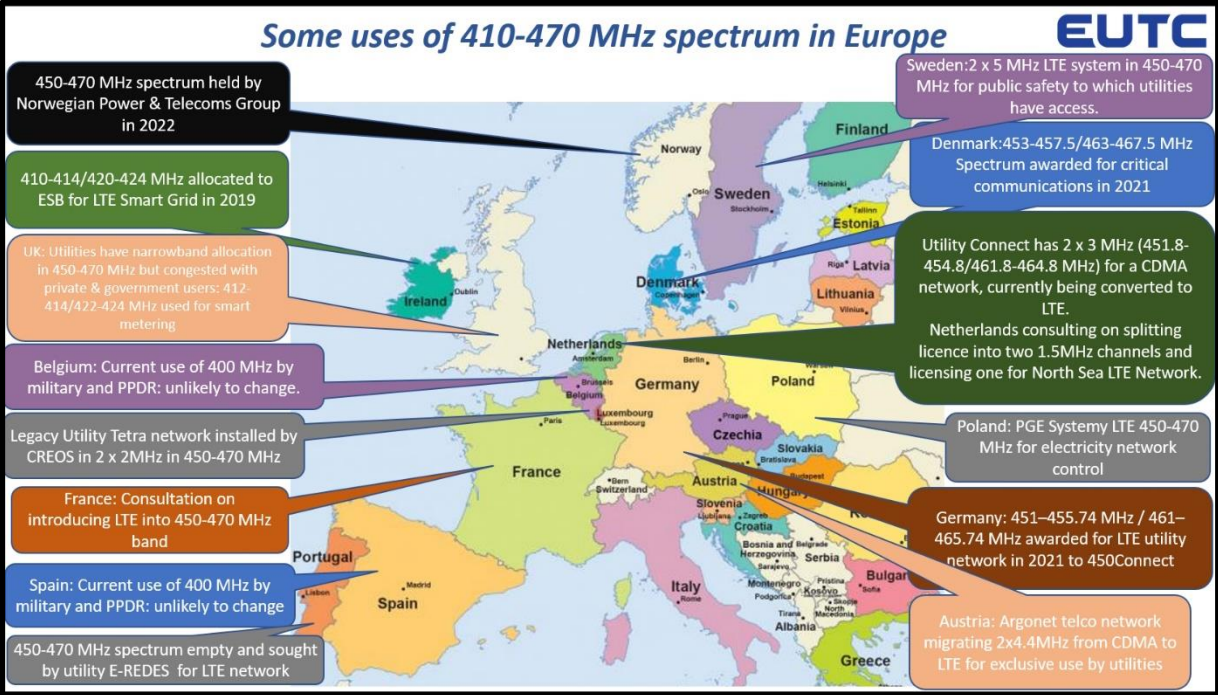 Some uses of 410-470 MHz spectrum in Europe
EUTC
450-470 MHz spectrum held by
Norwegian Power & Telecoms Group
in 2022
410-414/420-424 MHz allocated to
ESB for LTE Smart Grid in 2019
UK: Utilities have narrowband allocation
in 450-470 MHz but congested with
private & government users: 412-
414/422-424 MHz used for smart
metering
Belgium: Current use of 400 MHz by
military and PPDR: unlikely to change.
Legacy Utility Tetra network installed by
CREOS in 2 x 2MHz in 450-470 MHz
France: Consultation on
introducing LTE into 450-470 MHz
band
Spain: Current use of 400 MHz by
military and PPDR: unlikely to change
450-470 MHz spectrum empty and sought
by utility E-REDES for LTE network
Sweden:2 x 5 MHz LTE system in 450-470
MHz for public safety to which utilities
have access.
Denmark:453-457.5/463-467.5 MHz
Spectrum awarded for critical
communications in 2021
Utility Connect has 2 x 3 MHz (451.8-
454.8/461.8-464.8 MHz) for a CDMA
network, currently being converted to
LTE.
Netherlands consulting on splitting
licence into two 1.5MHz channels and
licensing one for North Sea LTE Network.
Poland: PGE Systemy LTE 450-470
MHz for electricity network
control
Germany: 451–455.74 MHz / 461–
465.74 MHz awarded for LTE utility
network in 2021 to 450Connect
Austria: Argonet telco network
migrating 2x4.4MHz from CDMA to
LTE for exclusive use by utilities
Norway
Oslo
Sweden
Stockholm
Finland
Helsinki
Tallinn
Estonia
Riga
Latvia
Lithuania
Vilnius
Denmark
Copenhagen
Ireland
Dublin
Netherlands
Amsterdam
Brussels
Belgium
Luxembourg
Luxembourg
Berlin
Germany
Poland
Paris
France
Prague
Czechia
Slovakia
Bratislava
Austria
Budapest
Hungary
Bern
Switzerland
Slovenia
Ljubljana
Zagreb
Croatia
Bosnia and
Herzegovina
Sarajevo
Belgrade
Serbia
Montenegro
Podgorica
Pristina
Kosovo
Skopje
North
Macedonia
Tirana
Albania
Bulgar
Sofia
Greece
Italy
Rome
Portugal
Lisbon
Madrid
Spain